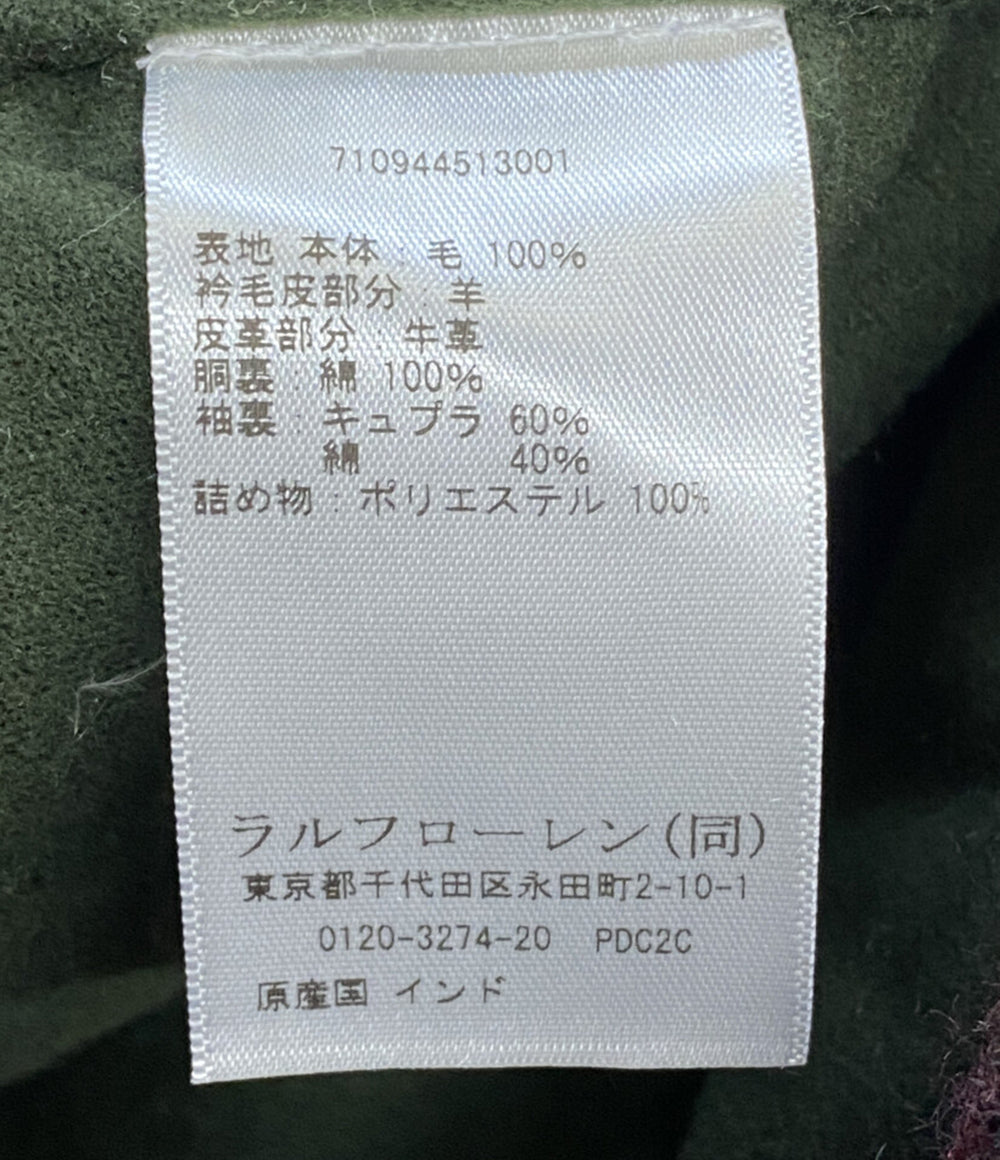 710944513001
表地 本体 : 毛 100%
衿毛皮部分 : 羊
皮革部分 : 牛革
胴裏 : 綿 100%
袖裏 : キュプラ 60%
綿 40%
詰め物 : ポリエステル 100%
ラルフローレン(同)
東京都千代田区永田町2-10-1
0120-3274-20 PDC2C
原産国 インド